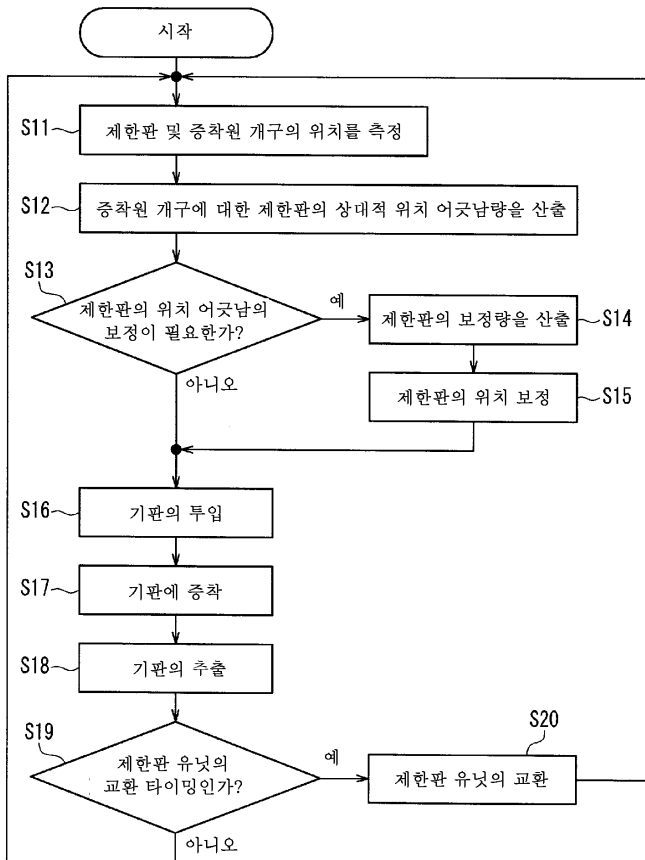 시작
S11
제한판 및 증착원 개구의 위치를 측정
S12
증착원 개구에 대한 제한판의 상대적 위치 어긋남량을 산출
S13
제한판의 위치 어긋남의
보정이 필요한가?
예
제한판의 보정량을 산출
S14
아니오
제한판의 위치 보정
S15
S16
기판의 투입
S17
기판에 증착
S18
기판의 추출
S19
제한판 유닛의
교환 타이밍인가?
예
S20
제한판 유닛의 교환
아니오